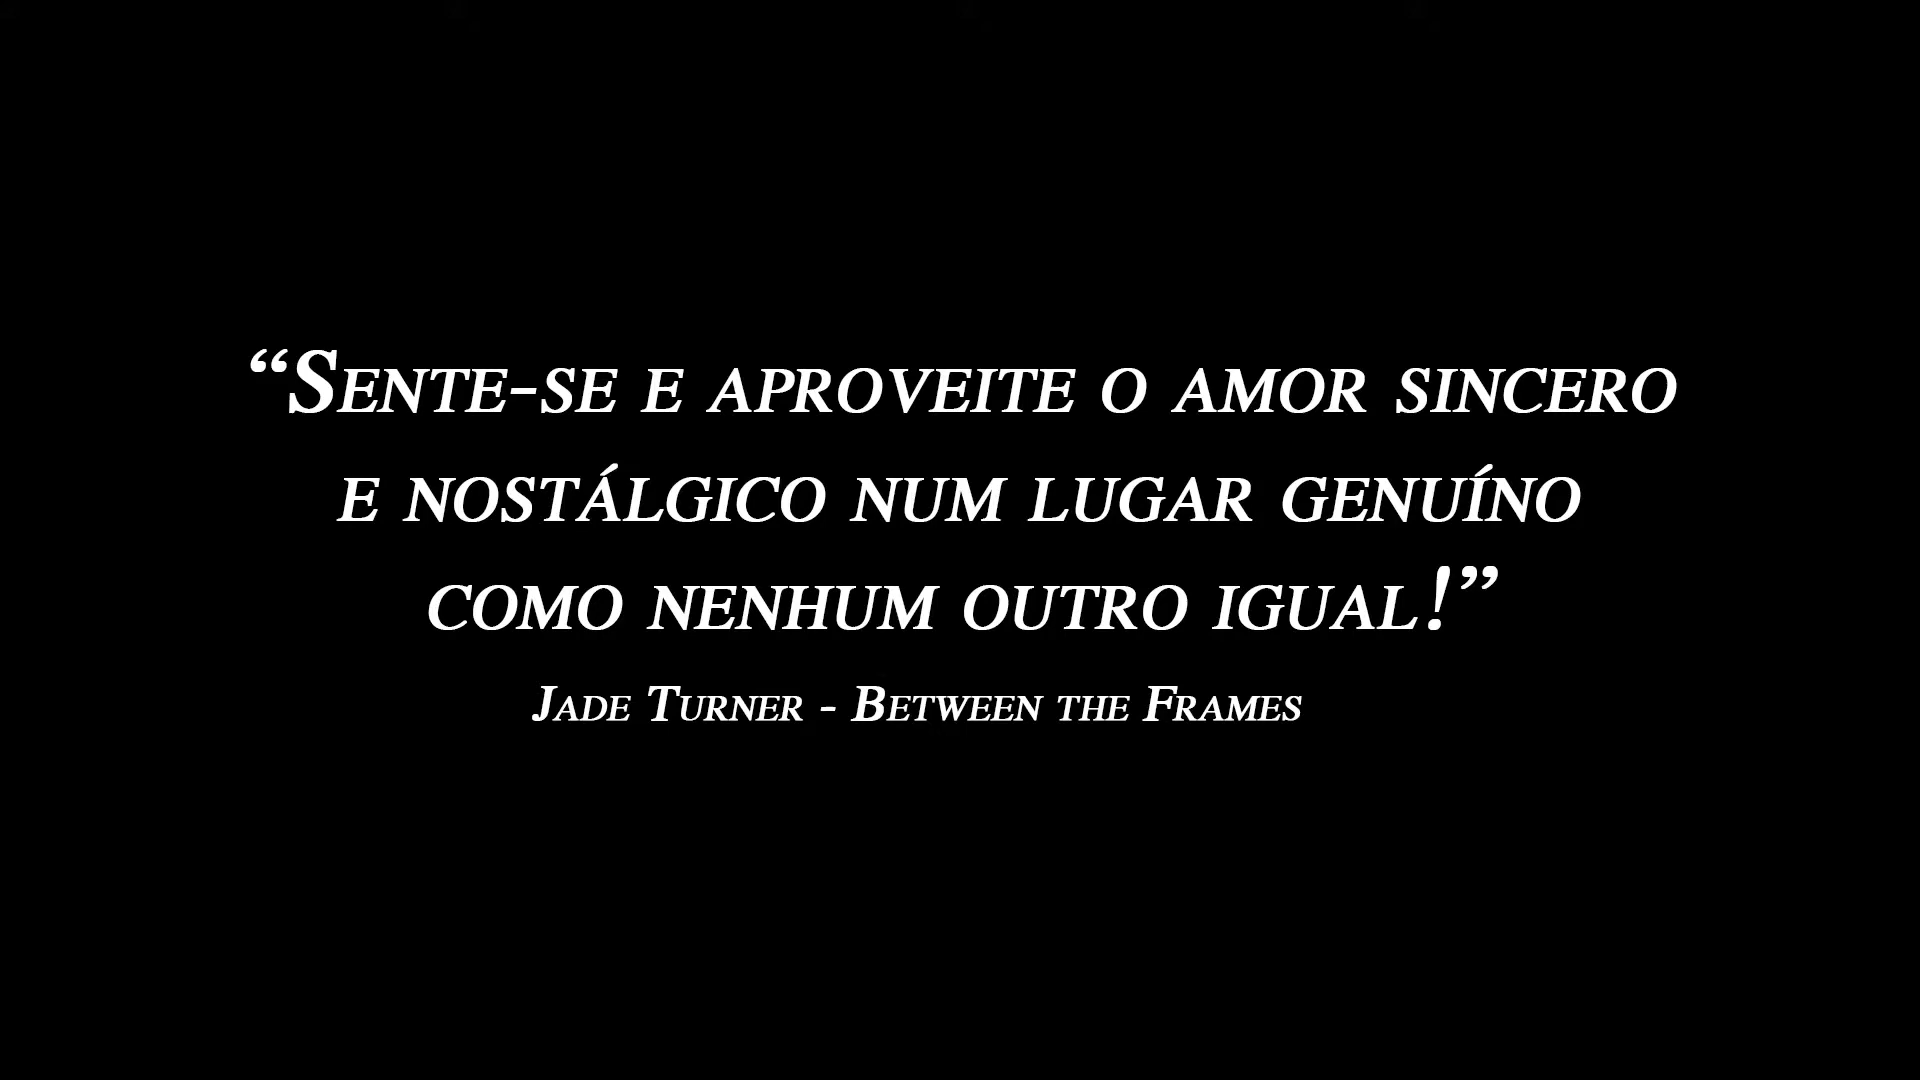 “Sente-se e aproveite o amor sincero
e nostálgico num lugar genuíno
como nenhum outro igual!”
Jade Turner - Between the Frames